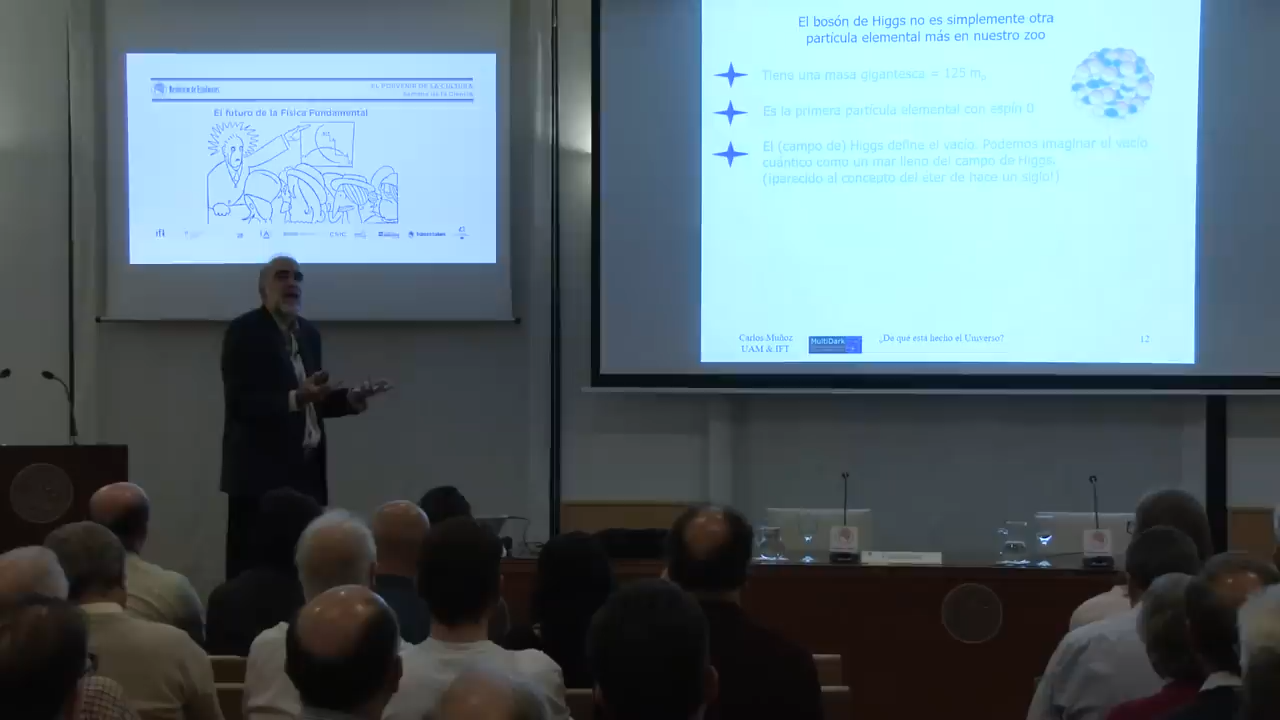 Residencia de Estudiantes
EL PORVENIR DE LA CULTURA
El futuro de la Física Fundamental
CSIC
El bosón de Higgs no es simplemente otra
partícula elemental más en nuestro zoo
Tiene una masa gigantesca = 125 mₚ
Es la primera partícula elemental con espín 0
El (campo de) Higgs define el vacío. Podemos imaginar el vacío
cuántico como un mar lleno del campo de Higgs.
(¡parecido al concepto del éter de hace un siglo!)
Carlos Muñoz
UAM & IFT
MultiDark
¿De qué está hecho el Universo?
12